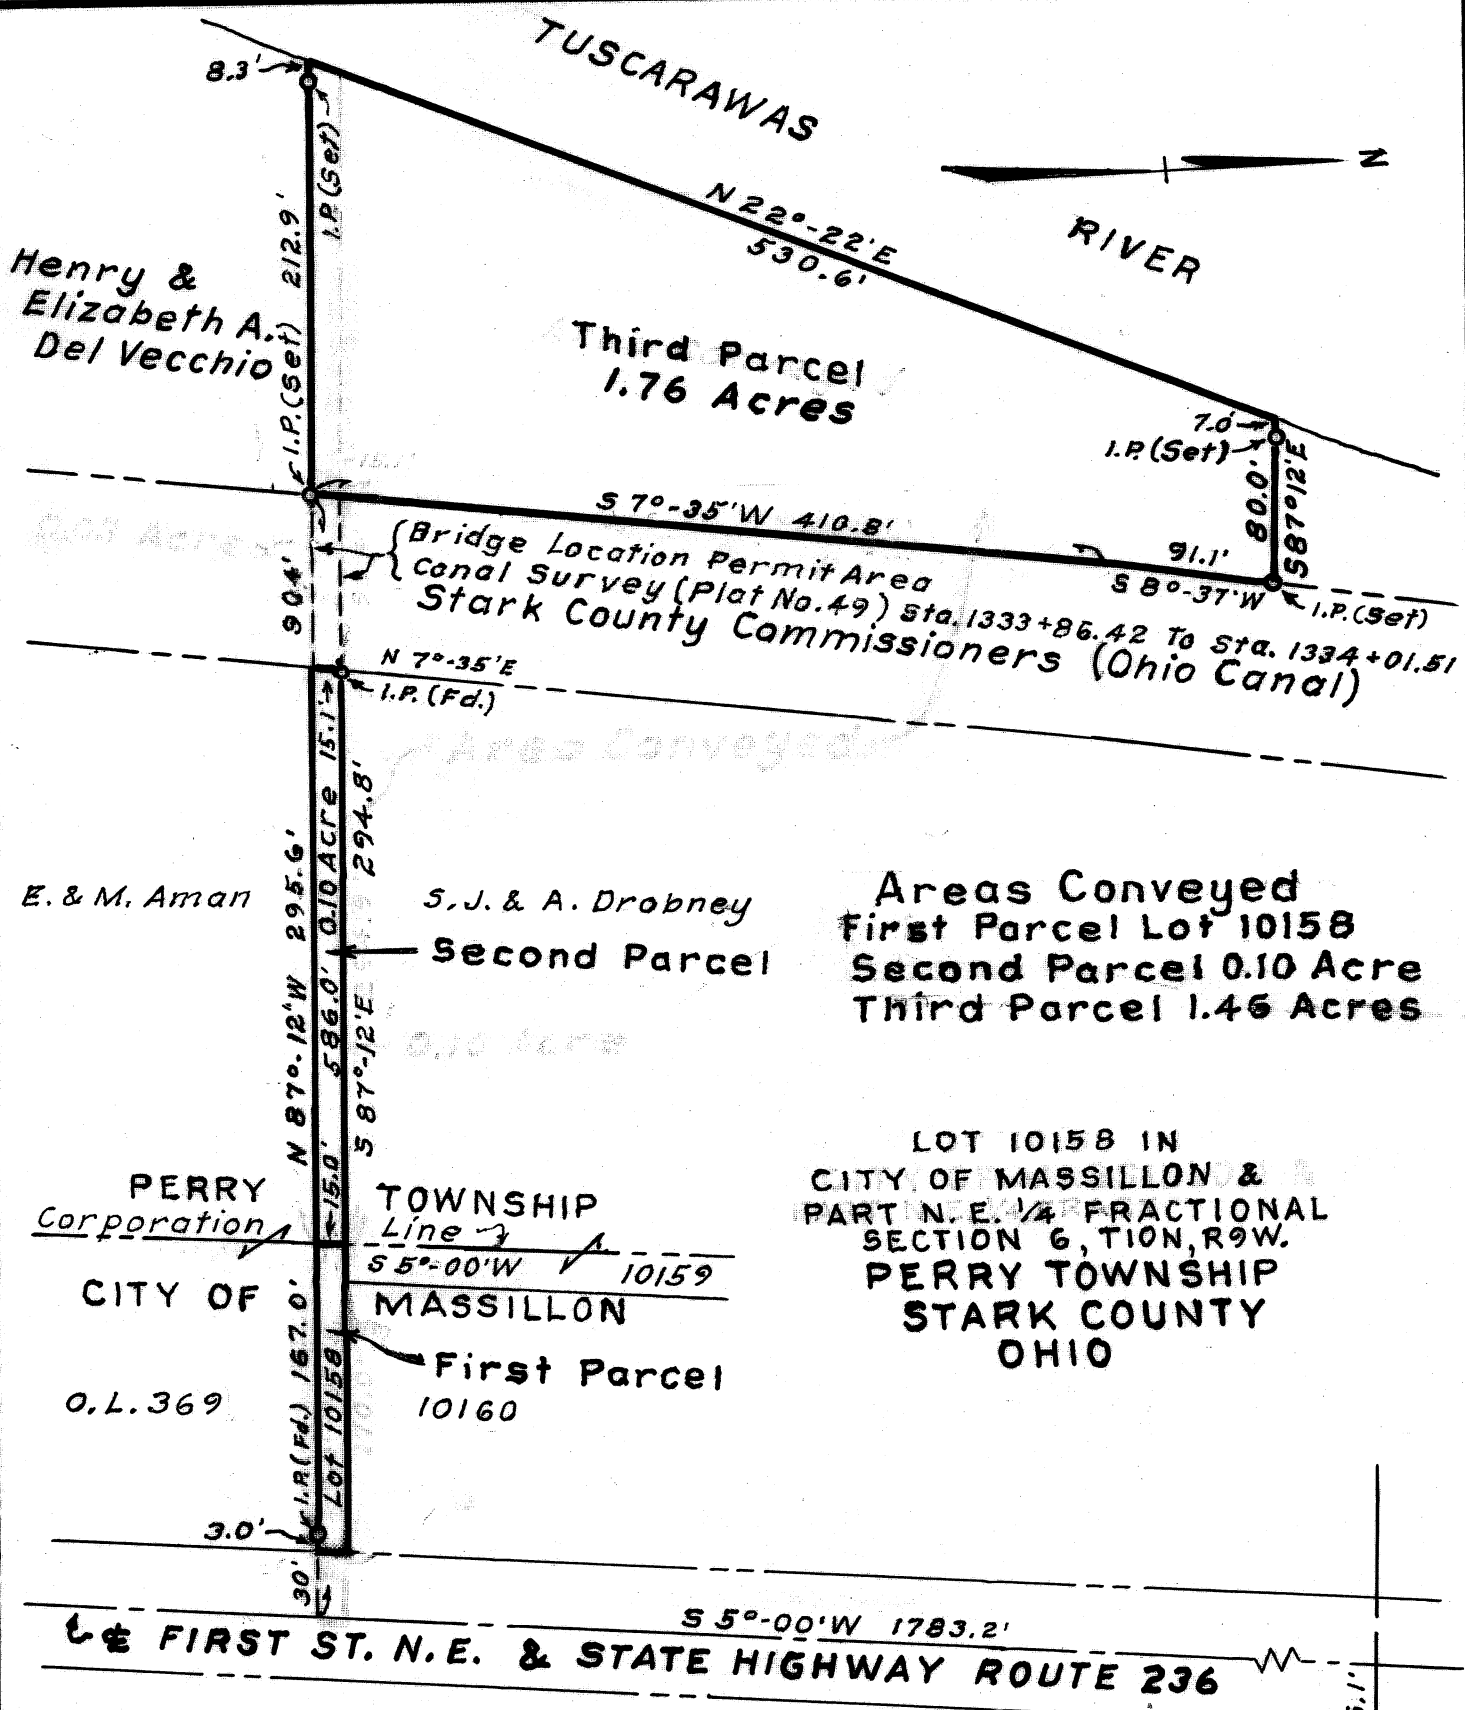 TUSCARAWAS
RIVER
N
8.3'
I.P.(Set)
212.9'
I.P.(Set)
N 22°-22'E
530.6'
Henry &
Elizabeth A.
Del Vecchio
Third Parcel
1.76 Acres
7.0'
I.P.(Set)
80.0'
S87°12'E
S 7°-35'W 410.8'
91.1'
S 8°-37'W
I.P.(Set)
Bridge Location Permit Area
Canal Survey (Plat No.49) Sta.1333+86.42 To Sta. 1334+01.51
Stark County Commissioners (Ohio Canal)
90.4'
N 7°-35'E
I.P.(Fd.)
15.1'
0.10 Acre
Area Conveyed
294.8'
295.6'
E. & M. Aman
S.J. & A. Drobney
Second Parcel
Areas Conveyed
First Parcel Lot 10158
Second Parcel 0.10 Acre
Third Parcel 1.46 Acres
586.0'
N 87°-12'W
S 87°-12'E
0.10 Acre
15.0'
LOT 10158 IN
CITY OF MASSILLON &
PART N.E. 1/4 FRACTIONAL
SECTION 6, T10N, R9W.
PERRY TOWNSHIP
STARK COUNTY
OHIO
PERRY TOWNSHIP
Corporation Line
S 5°-00'W
10159
CITY OF MASSILLON
167.0'
Lot 10158
First Parcel
O.L. 369
10160
I.P.(Fd.)
3.0'
30'
S 5°-00'W 1783.2'
℄ FIRST ST. N.E. & STATE HIGHWAY ROUTE 236